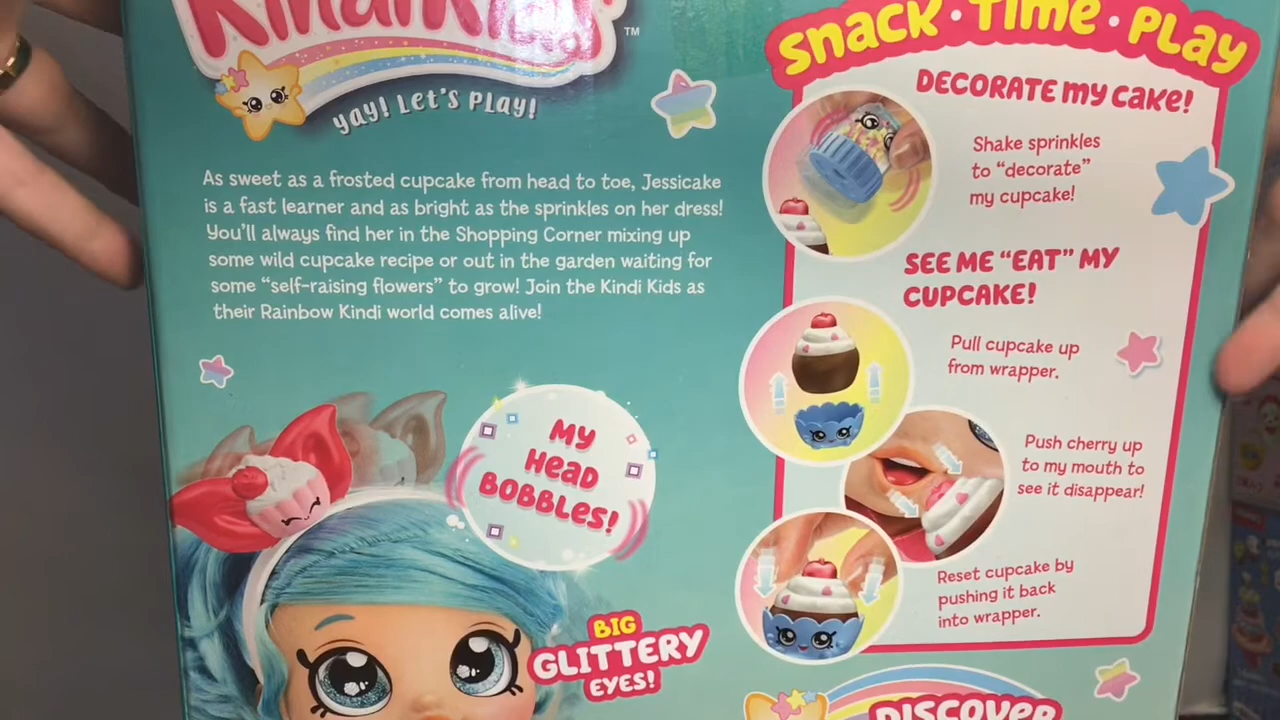 Kindi Kids
TM
yay! Let's Play!
As sweet as a frosted cupcake from head to toe, Jessicake
is a fast learner and as bright as the sprinkles on her dress!
You'll always find her in the Shopping Corner mixing up
some wild cupcake recipe or out in the garden waiting for
some "self-raising flowers" to grow! Join the Kindi Kids as
their Rainbow Kindi world comes alive!
MY
HEAD
BOBBLES!
BIG
GLITTERY
EYES!
Snack • Time • Play
DECORATE MY CAKE!
Shake sprinkles
to "decorate"
my cupcake!
SEE ME "EAT" MY
CUPCAKE!
Pull cupcake up
from wrapper.
Push cherry up
to my mouth to
see it disappear!
Reset cupcake by
pushing it back
into wrapper.
DISCOVER